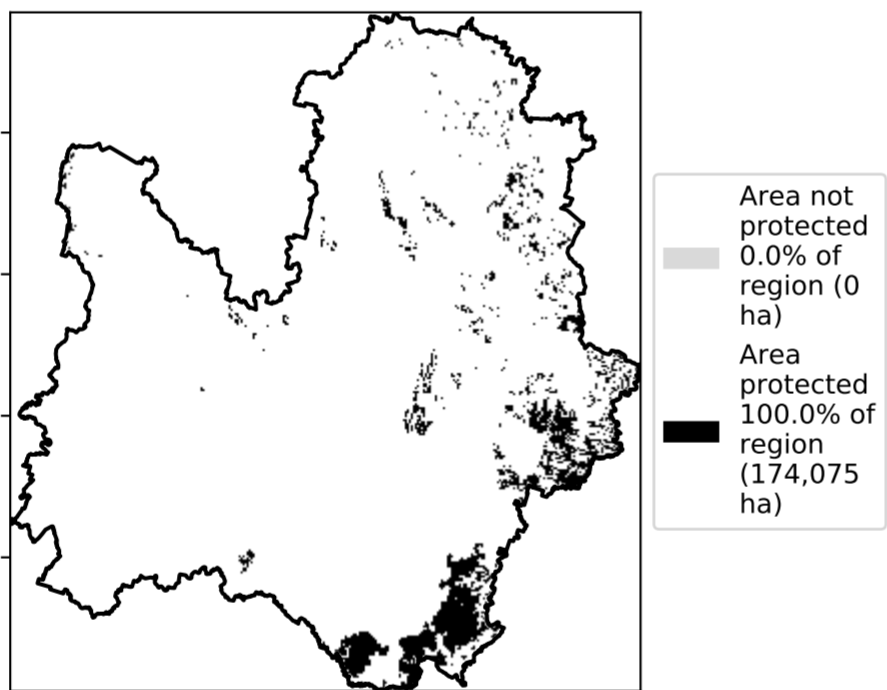 Area not
protected
0.0% of
region (0
ha)
Area
protected
100.0% of
region
(174,075
ha)